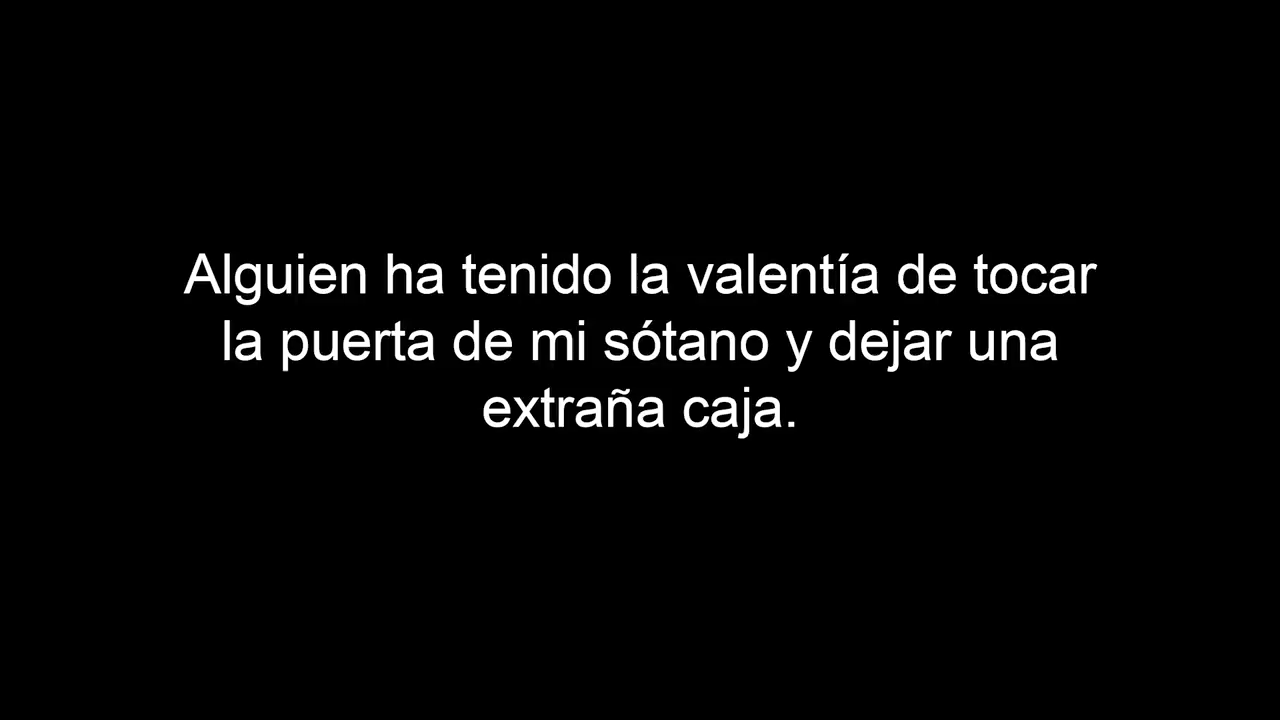 Alguien ha tenido la valentía de tocar
la puerta de mi sótano y dejar una
extraña caja.